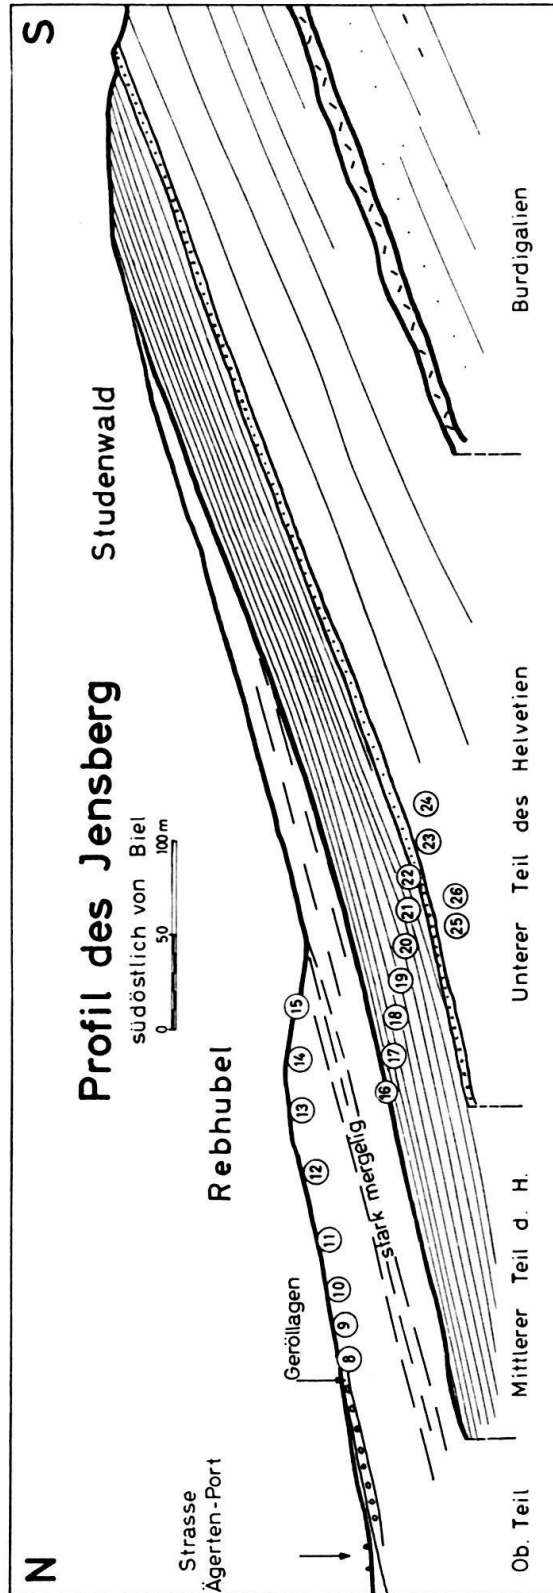 N
S
Profil des Jensberg
südöstlich von Biel
0 50 100 m
Strasse
Ägerten-Port
Geröllagen
Rebhubel
Studenwald
8 9 10 11 12 13 14 15
stark mergelig
16 17 18 19 20 21 22 23 24
25 26
Ob. Teil
Mittlerer Teil d. H.
Unterer Teil des Helvetien
Burdigalien